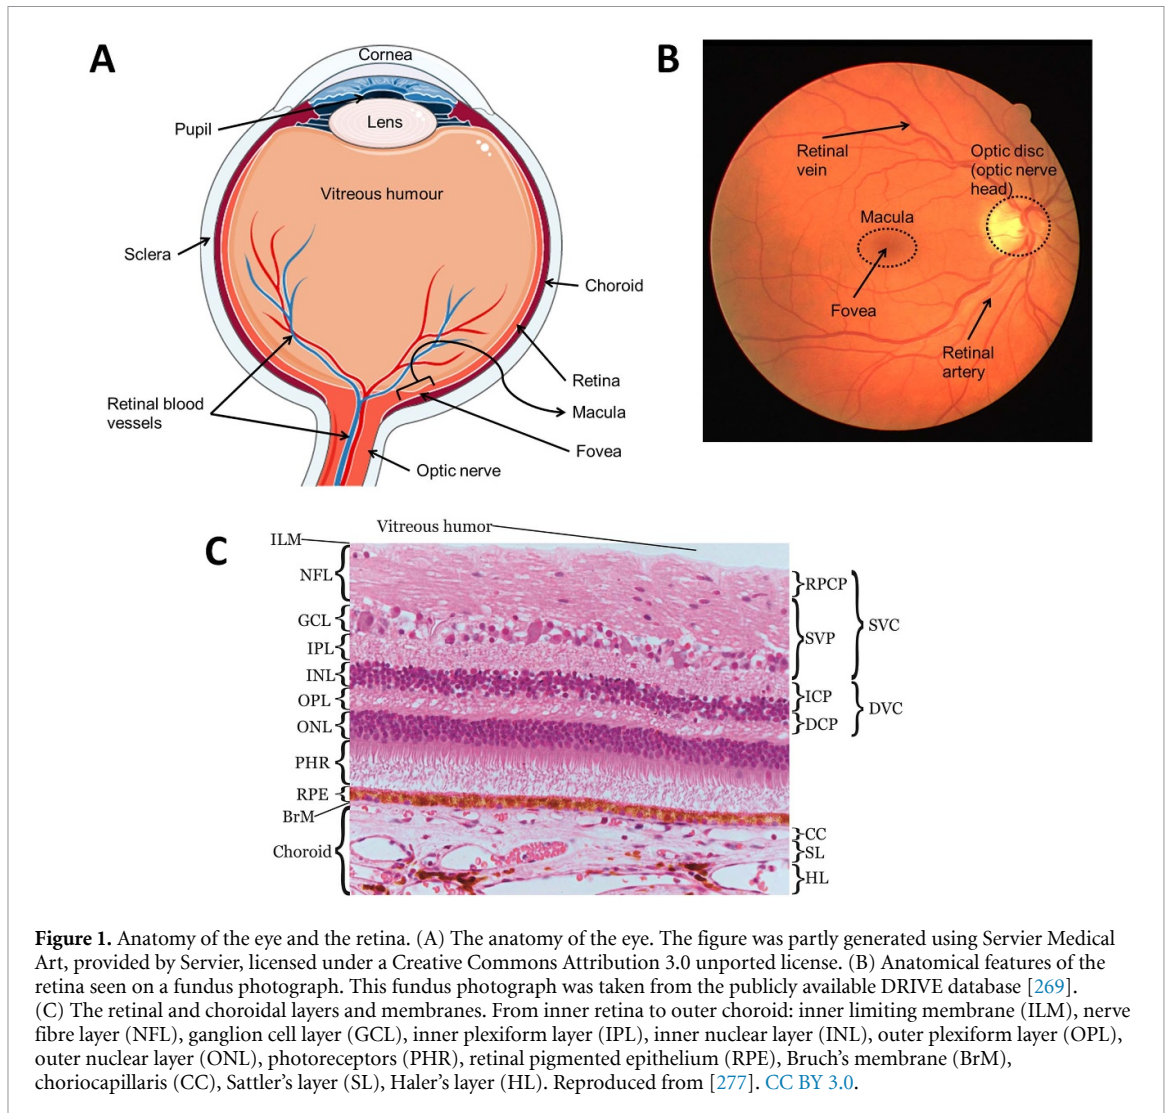 A
Cornea
Pupil
Lens
Vitreous humour
Sclera
Choroid
Retina
Retinal blood
vessels
Macula
Fovea
Optic nerve
B
Retinal
vein
Optic disc
(optic nerve
head)
Macula
Fovea
Retinal
artery
C
Vitreous humor
ILM
NFL
GCL
IPL
INL
OPL
ONL
PHR
RPE
BrM
Choroid
RPCP
SVP
SVC
ICP
DCP
DVC
CC
SL
HL
Figure 1. Anatomy of the eye and the retina. (A) The anatomy of the eye. The figure was partly generated using Servier Medical
Art, provided by Servier, licensed under a Creative Commons Attribution 3.0 unported license. (B) Anatomical features of the
retina seen on a fundus photograph. This fundus photograph was taken from the publicly available DRIVE database [269].
(C) The retinal and choroidal layers and membranes. From inner retina to outer choroid: inner limiting membrane (ILM), nerve
fibre layer (NFL), ganglion cell layer (GCL), inner plexiform layer (IPL), inner nuclear layer (INL), outer plexiform layer (OPL),
outer nuclear layer (ONL), photoreceptors (PHR), retinal pigmented epithelium (RPE), Bruch's membrane (BrM),
choriocapillaris (CC), Sattler's layer (SL), Haler's layer (HL). Reproduced from [277]. CC BY 3.0.